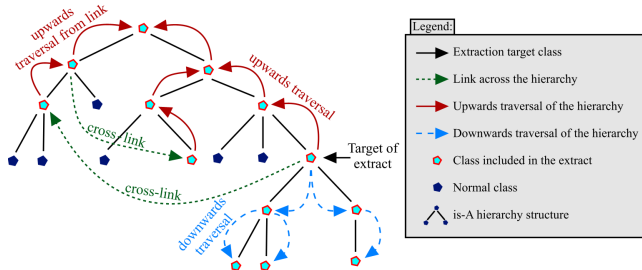 upwards
traversal from link
upwards traversal
cross-link
cross-link
Target of
extract
downwards
traversal
Legend:
Extraction target class
Link across the hierarchy
Upwards traversal of the hierarchy
Downwards traversal of the hierarchy
Class included in the extract
Normal class
is-A hierarchy structure